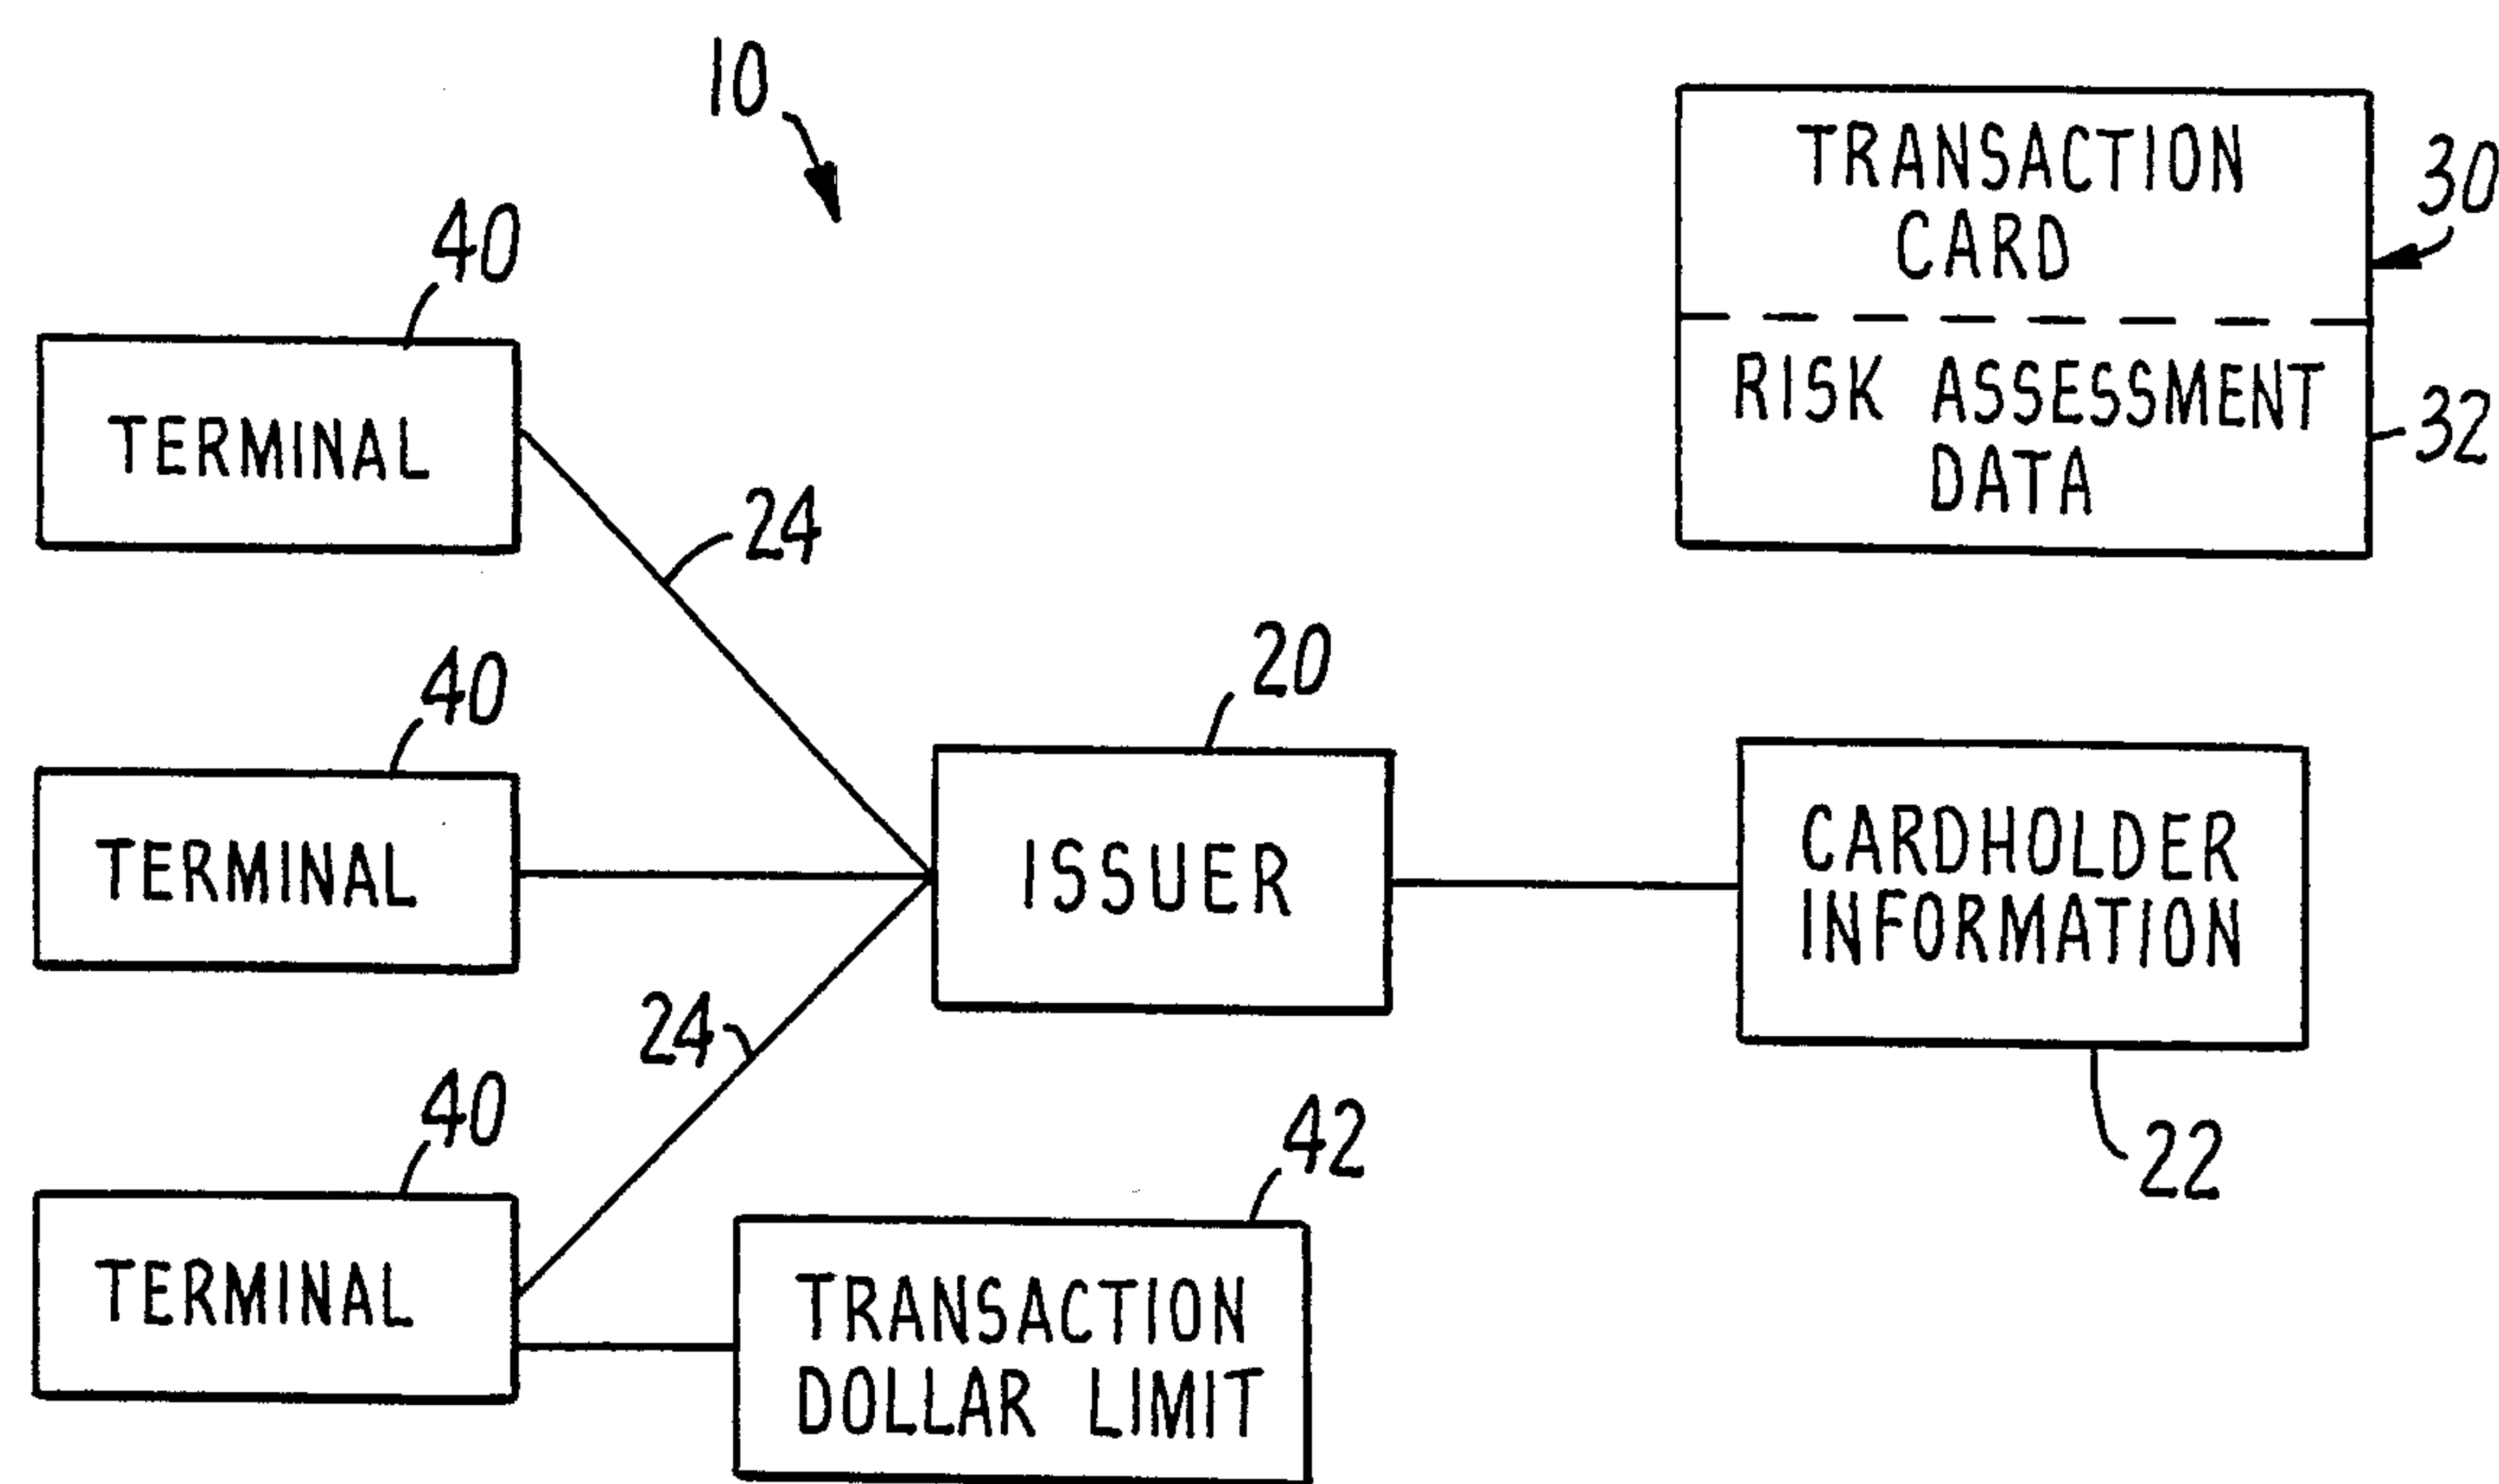 10
TRANSACTION
CARD
30
RISK ASSESSMENT
DATA
32
40
TERMINAL
24
40
TERMINAL
20
ISSUER
CARDHOLDER
INFORMATION
22
24
40
TERMINAL
42
TRANSACTION
DOLLAR LIMIT